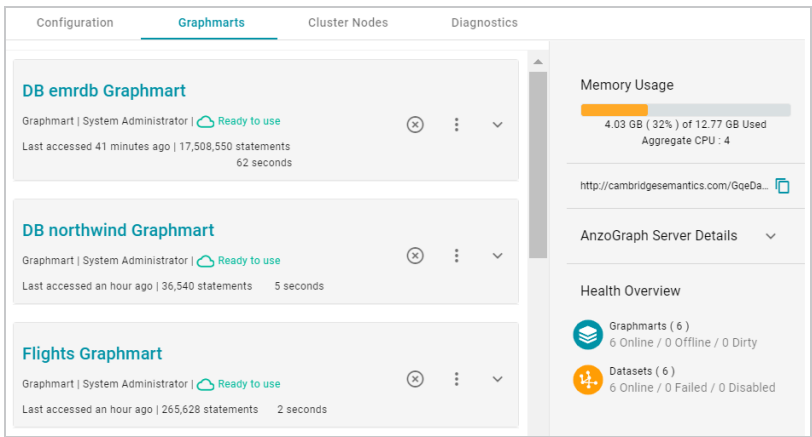 Configuration
Graphmarts
Cluster Nodes
Diagnostics
DB emrdb Graphmart
Graphmart | System Administrator | Ready to use
Last accessed 41 minutes ago | 17,508,550 statements
62 seconds
DB northwind Graphmart
Graphmart | System Administrator | Ready to use
Last accessed an hour ago | 36,540 statements 5 seconds
Flights Graphmart
Graphmart | System Administrator | Ready to use
Last accessed an hour ago | 265,628 statements 2 seconds
Memory Usage
4.03 GB ( 32% ) of 12.77 GB Used
Aggregate CPU : 4
http://cambridgesemantics.com/GqeDa...
AnzoGraph Server Details
Health Overview
Graphmarts ( 6 )
6 Online / 0 Offline / 0 Dirty
Datasets ( 6 )
6 Online / 0 Failed / 0 Disabled